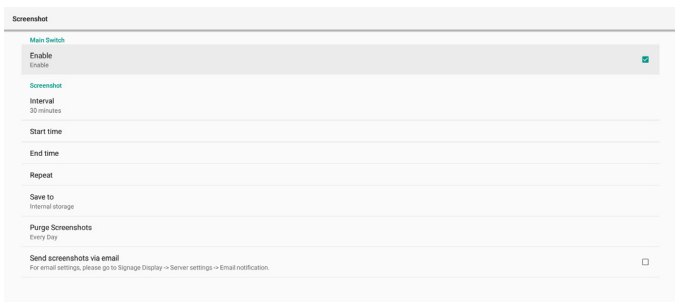 Screenshot
Main Switch
Enable
Enable
Screenshot
Interval
30 minutes
Start time
End time
Repeat
Save to
Internal storage
Purge Screenshots
Every Day
Send screenshots via email
For email settings, please go to Signage Display -> Server settings -> Email notification.